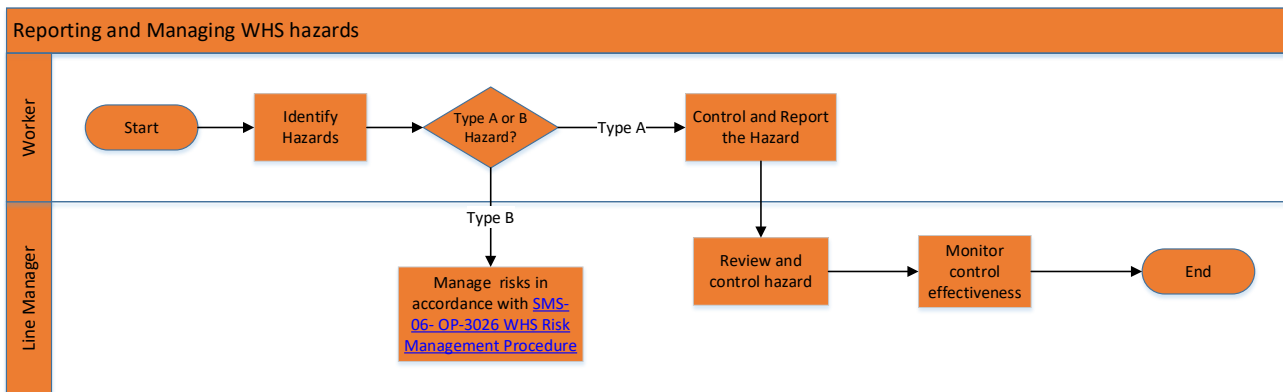 Reporting and Managing WHS hazards
Worker
Start
Identify
Hazards
Type A or B
Hazard?
Type A
Control and Report
the Hazard
Type B
Line Manager
Manage risks in
accordance with SMS-
06- OP-3026 WHS Risk
Management Procedure
Review and
control hazard
Monitor
control
effectiveness
End